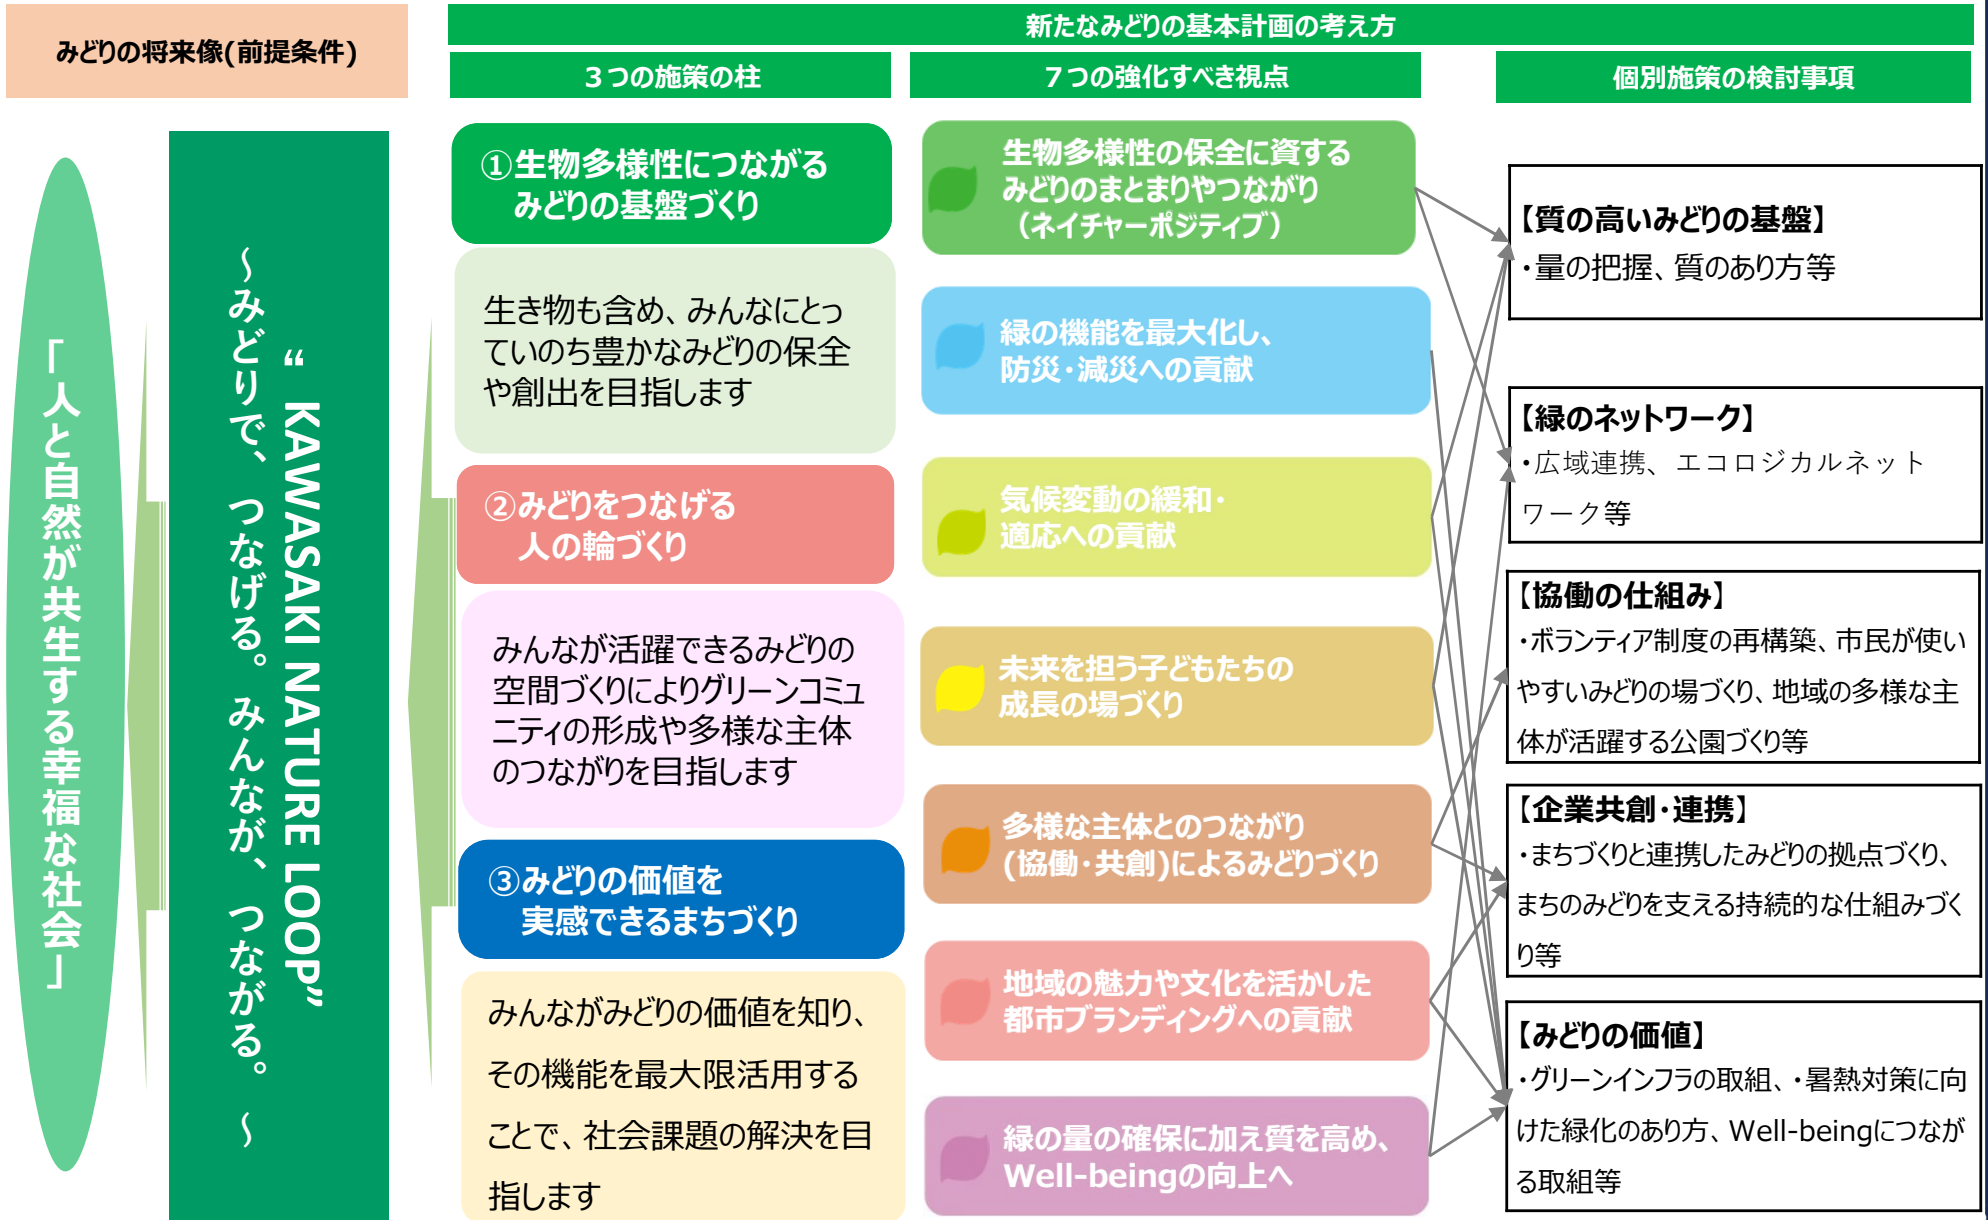 みどりの将来像(前提条件)
新たなみどりの基本計画の考え方
３つの施策の柱
７つの強化すべき視点
個別施策の検討事項
「人と自然が共生する幸福な社会」
“ KAWASAKI NATURE LOOP”
～みどりで、つなげる。みんなが、つながる。～
①生物多様性につながる
みどりの基盤づくり
生き物も含め、みんなにとっ
ていのち豊かなみどりの保全
や創出を目指します
②みどりをつなげる
人の輪づくり
みんなが活躍できるみどりの
空間づくりによりグリーンコミュ
ニティの形成や多様な主体
のつながりを目指します
③みどりの価値を
実感できるまちづくり
みんながみどりの価値を知り、
その機能を最大限活用する
ことで、社会課題の解決を目
指します
生物多様性の保全に資する
みどりのまとまりやつながり
（ネイチャーポジティブ）
緑の機能を最大化し、
防災・減災への貢献
気候変動の緩和・
適応への貢献
未来を担う子どもたちの
成長の場づくり
多様な主体とのつながり
(協働・共創)によるみどりづくり
地域の魅力や文化を活かした
都市ブランディングへの貢献
緑の量の確保に加え質を高め、
Well-beingの向上へ
【質の高いみどりの基盤】
・量の把握、質のあり方等
【緑のネットワーク】
・広域連携、エコロジカルネット
ワーク等
【協働の仕組み】
・ボランティア制度の再構築、市民が使い
やすいみどりの場づくり、地域の多様な主
体が活躍する公園づくり等
【企業共創・連携】
・まちづくりと連携したみどりの拠点づくり、
まちのみどりを支える持続的な仕組みづく
り等
【みどりの価値】
・グリーンインフラの取組、・暑熱対策に向
けた緑化のあり方、Well-beingにつなが
る取組等